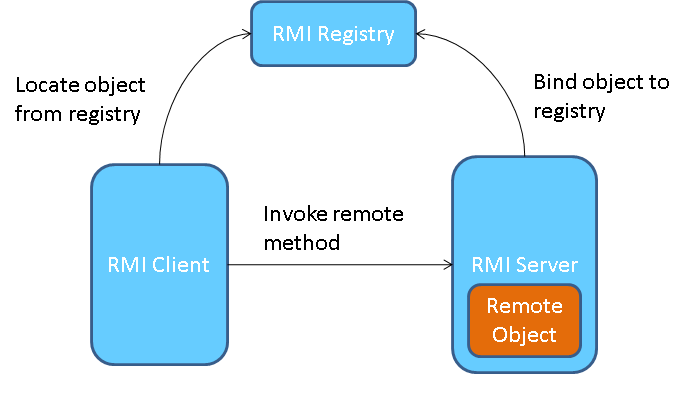 RMI Registry
Locate object
from registry
Bind object to
registry
Invoke remote
method
RMI Client
RMI Server
Remote
Object